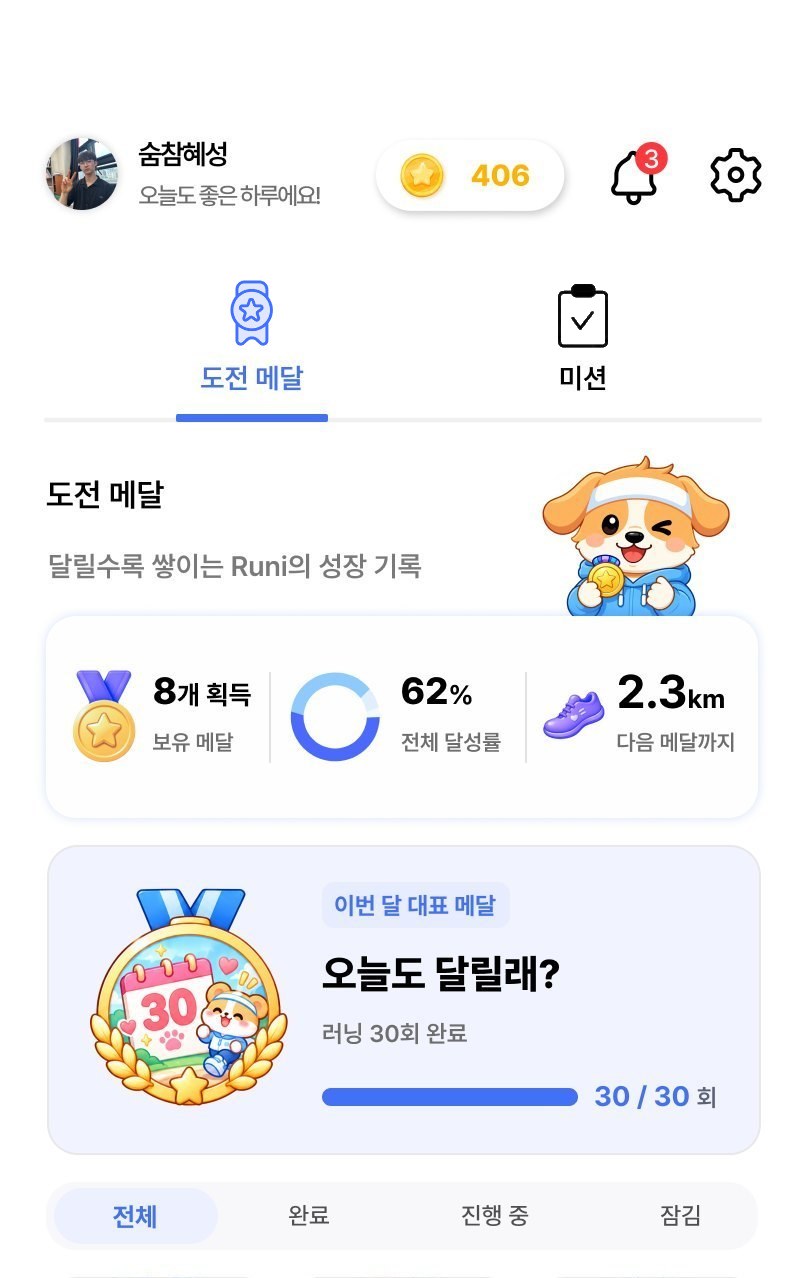 숨참혜성
오늘도 좋은 하루에요!
406
3
도전 메달
미션
도전 메달
달릴수록 쌓이는 Runi의 성장 기록
8개 획득
보유 메달
62%
전체 달성률
2.3km
다음 메달까지
30
이번 달 대표 메달
오늘도 달릴래?
러닝 30회 완료
30 / 30 회
전체
완료
진행 중
잠김